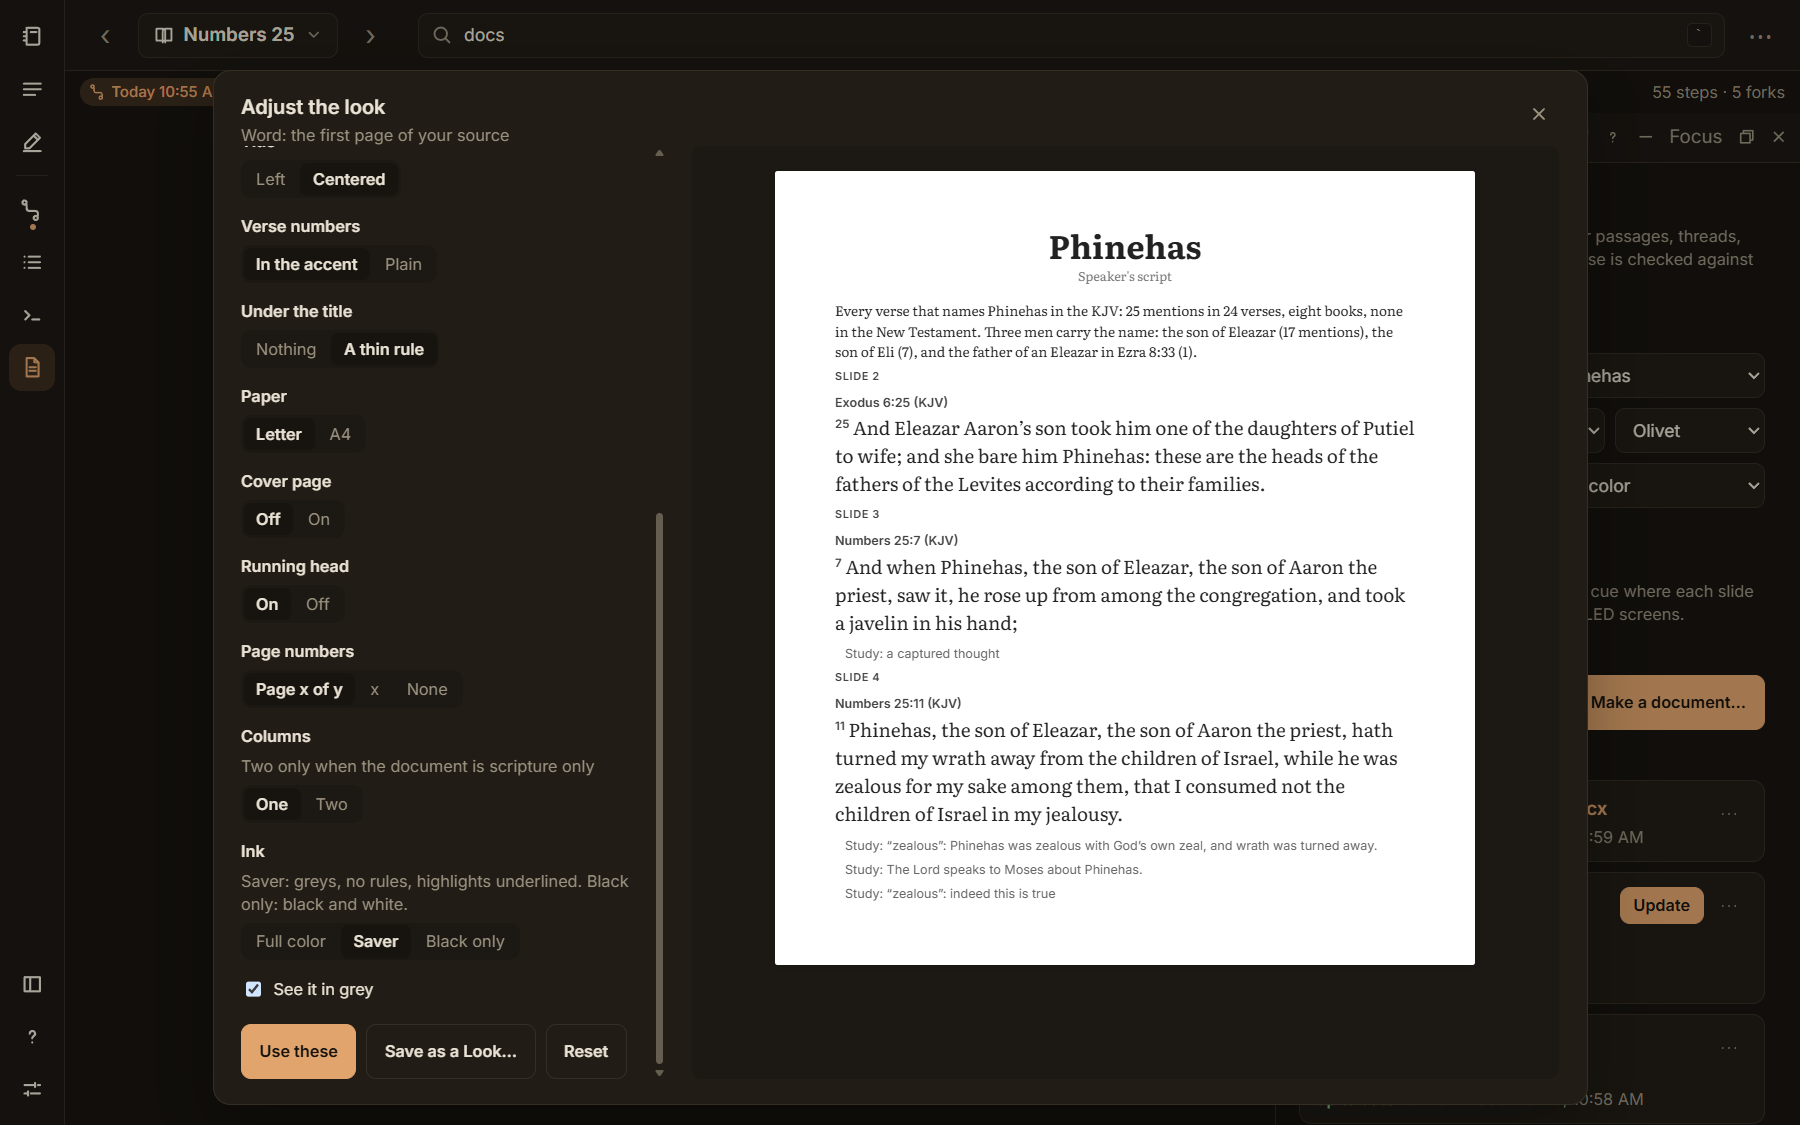 Numbers 25
docs
`
Today 10:55 A
55 steps · 5 forks
Adjust the look
Word: the first page of your source
? — Focus
Left Centered
Verse numbers
In the accent Plain
Under the title
Nothing A thin rule
Paper
Letter A4
Cover page
Off On
Running head
On Off
Page numbers
Page x of y x None
Columns
Two only when the document is scripture only
One Two
Ink
Saver: greys, no rules, highlights underlined. Black
only: black and white.
Full color Saver Black only
See it in grey
Use these Save as a Look... Reset
Phinehas
Speaker's script
Every verse that names Phinehas in the KJV: 25 mentions in 24 verses, eight books, none
in the New Testament. Three men carry the name: the son of Eleazar (17 mentions), the
son of Eli (7), and the father of an Eleazar in Ezra 8:33 (1).
SLIDE 2
Exodus 6:25 (KJV)
25 And Eleazar Aaron’s son took him one of the daughters of Putiel
to wife; and she bare him Phinehas: these are the heads of the
fathers of the Levites according to their families.
SLIDE 3
Numbers 25:7 (KJV)
7 And when Phinehas, the son of Eleazar, the son of Aaron the
priest, saw it, he rose up from among the congregation, and took
a javelin in his hand;
Study: a captured thought
SLIDE 4
Numbers 25:11 (KJV)
11 Phinehas, the son of Eleazar, the son of Aaron the priest, hath
turned my wrath away from the children of Israel, while he was
zealous for my sake among them, that I consumed not the
children of Israel in my jealousy.
Study: “zealous”: Phinehas was zealous with God’s own zeal, and wrath was turned away.
Study: The Lord speaks to Moses about Phinehas.
Study: “zealous”: indeed this is true
passages, threads,
se is checked against
nehas
Olivet
color
cue where each slide
LED screens.
Make a document...
cx
:59 AM
Update
0:58 AM
?